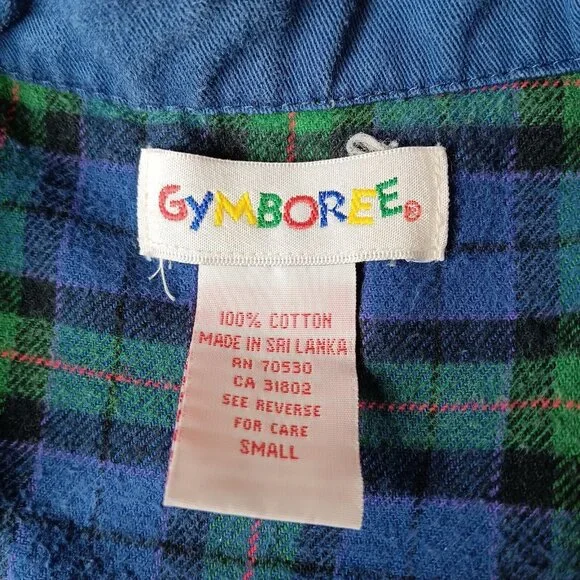 GYMBOREE®
100% COTTON
MADE IN SRI LANKA
RN 70530
CA 31802
SEE REVERSE
FOR CARE
SMALL